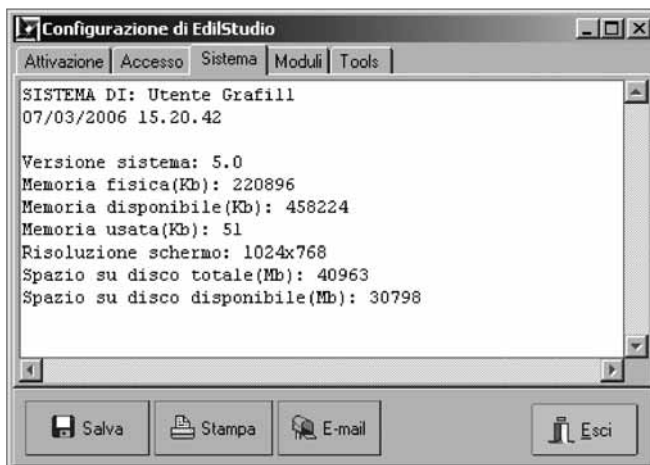 Configurazione di EdilStudio
Attivazione Accesso Sistema Moduli Tools
SISTEMA DI: Utente Grafill
07/03/2006 15.20.42
Versione sistema: 5.0
Memoria fisica(Kb): 220896
Memoria disponibile(Kb): 458224
Memoria usata(Kb): 51
Risoluzione schermo: 1024x768
Spazio su disco totale(Mb): 40963
Spazio su disco disponibile(Mb): 30798
Salva Stampa E-mail Esci